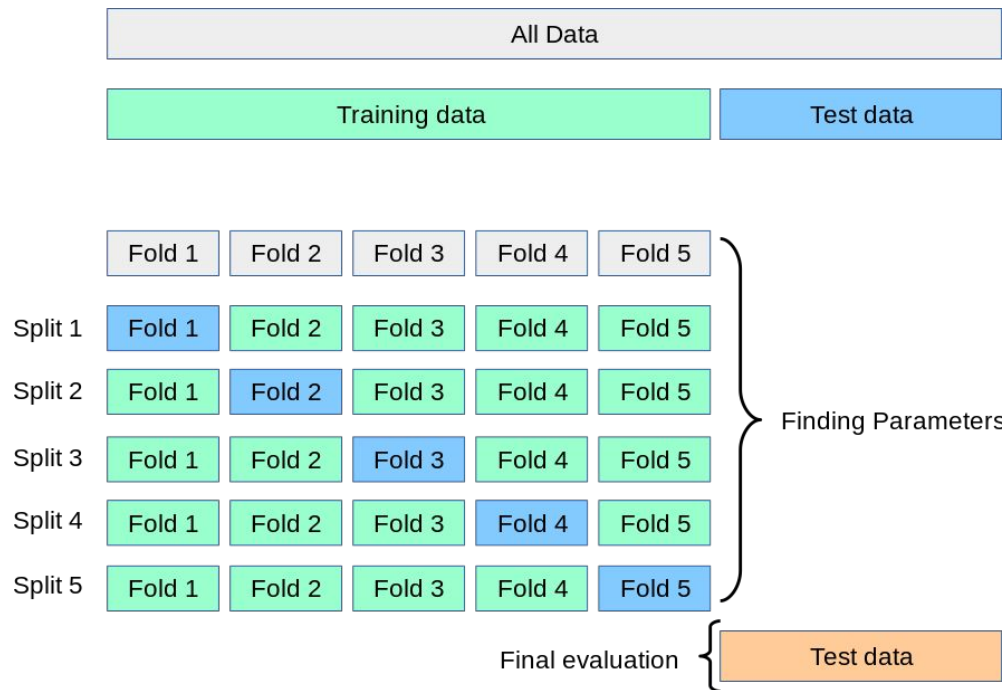 All Data
Training data Test data
Fold 1 Fold 2 Fold 3 Fold 4 Fold 5
Split 1 Fold 1 Fold 2 Fold 3 Fold 4 Fold 5
Split 2 Fold 1 Fold 2 Fold 3 Fold 4 Fold 5
Finding Parameters
Split 3 Fold 1 Fold 2 Fold 3 Fold 4 Fold 5
Split 4 Fold 1 Fold 2 Fold 3 Fold 4 Fold 5
Split 5 Fold 1 Fold 2 Fold 3 Fold 4 Fold 5
Final evaluation Test data